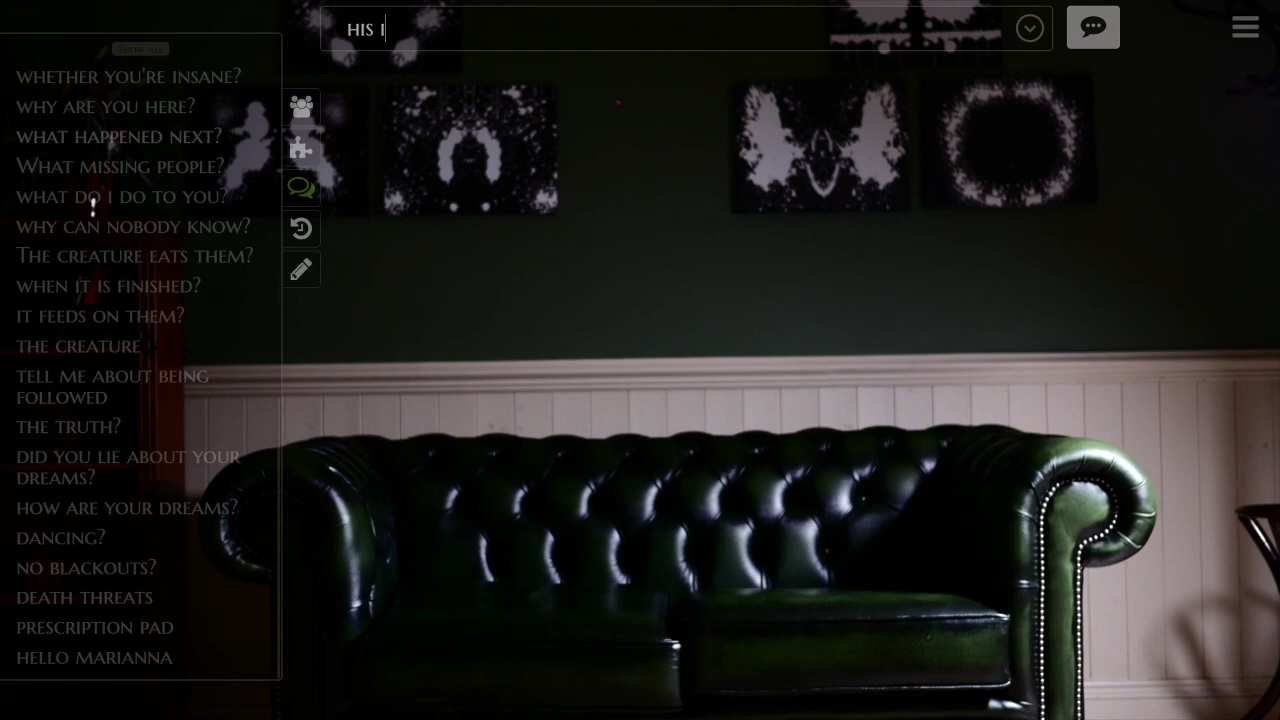 HIS I
SHOW ALL
WHETHER YOU'RE INSANE?
WHY ARE YOU HERE?
WHAT HAPPENED NEXT?
WHAT MISSING PEOPLE?
WHAT DO I DO TO YOU?
WHY CAN NOBODY KNOW?
THE CREATURE EATS THEM?
WHEN IT IS FINISHED?
IT FEEDS ON THEM?
THE CREATURE
TELL ME ABOUT BEING
FOLLOWED
THE TRUTH?
DID YOU LIE ABOUT YOUR
DREAMS?
HOW ARE YOUR DREAMS?
DANCING?
NO BLACKOUTS?
DEATH THREATS
PRESCRIPTION PAD
HELLO MARIANNA